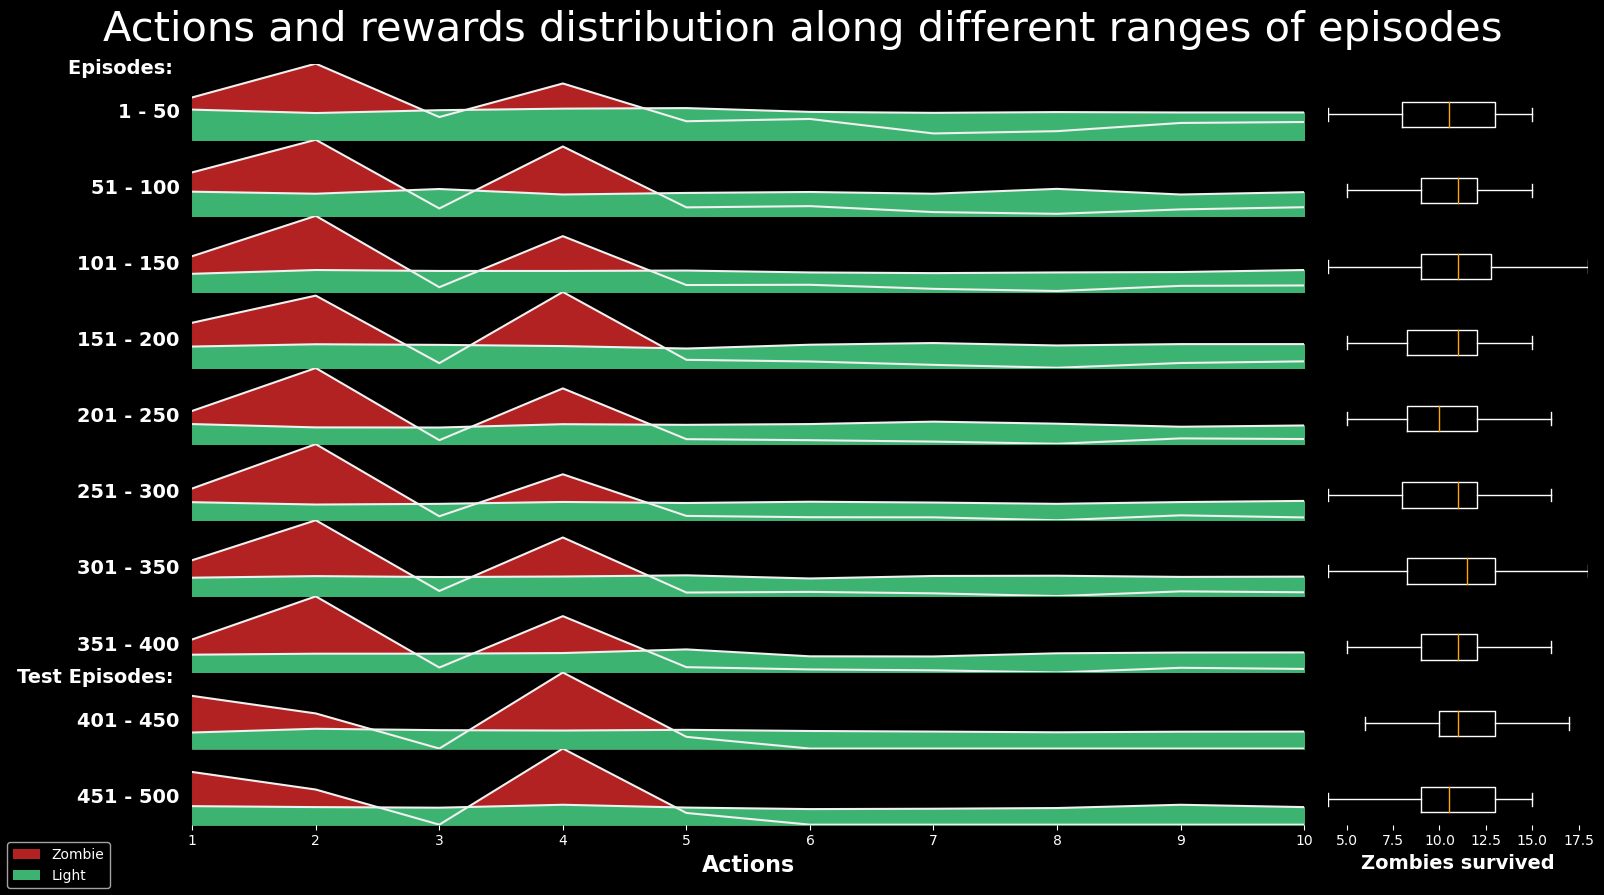 Actions and rewards distribution along different ranges of episodes
Episodes:
1 - 50
51 - 100
101 - 150
151 - 200
201 - 250
251 - 300
301 - 350
351 - 400
Test Episodes:
401 - 450
451 - 500
1 2 3 4 5 6 7 8 9 10
5.0 7.5 10.0 12.5 15.0 17.5
Actions
Zombies survived
Zombie
Light